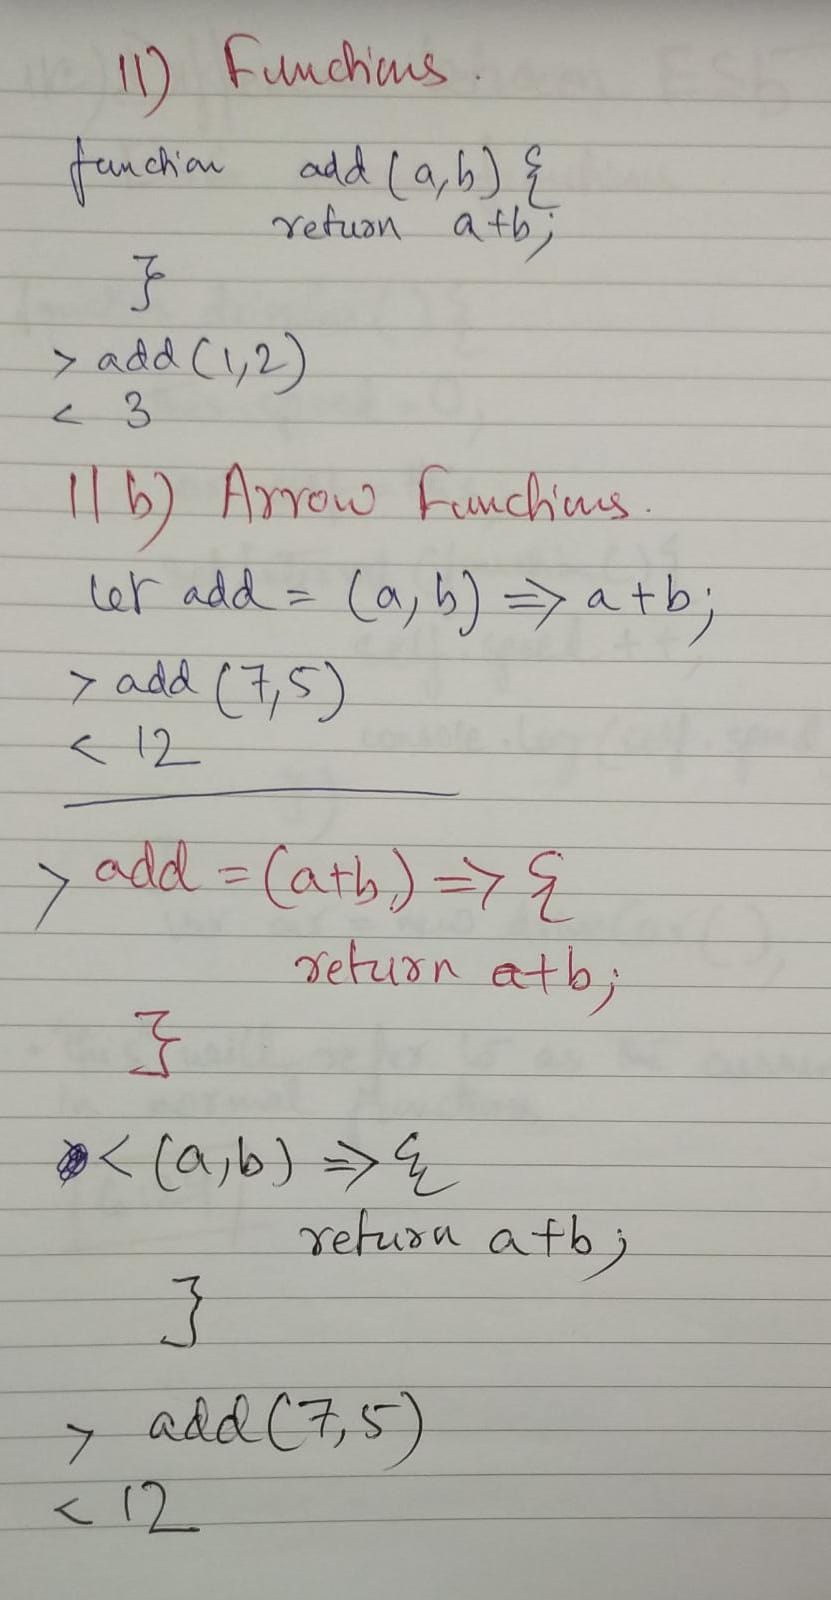 11) Functions.
function add (a,b) {
return a+b;
}
> add (1,2)
< 3
11 b) Arrow Functions.
let add = (a, b) => a+b;
> add (7,5)
< 12
> add = (a+b,) => {
return a+b;
}
< (a,b) => {
return a+b;
}
> add(7,5)
< 12